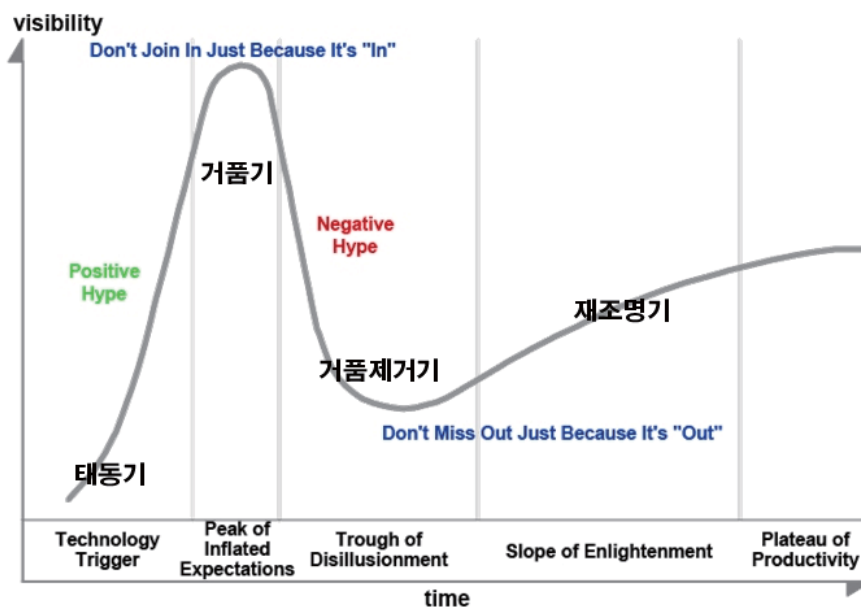 visibility
Don't Join In Just Because It's "In"
거품기
Negative
Hype
Positive
Hype
재조명기
거품제거기
Don't Miss Out Just Because It's "Out"
태동기
Technology
Trigger
Peak of
Inflated
Expectations
Trough of
Disillusionment
Slope of Enlightenment
Plateau of
Productivity
time